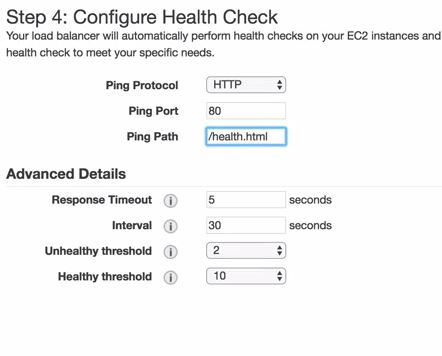 Step 4: Configure Health Check
Your load balancer will automatically perform health checks on your EC2 instances and
health check to meet your specific needs.
Ping Protocol HTTP
Ping Port 80
Ping Path /health.html
Advanced Details
Response Timeout i 5 seconds
Interval i 30 seconds
Unhealthy threshold i 2
Healthy threshold i 10